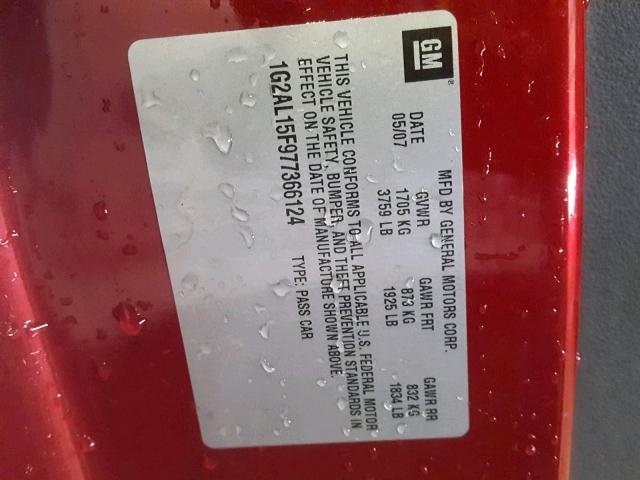 GM
MFD BY GENERAL MOTORS CORP.
DATE GVWR GAWR FRT GAWR RR
05/07 1705 KG 873 KG 832 KG
3759 LB 1925 LB 1834 LB
THIS VEHICLE CONFORMS TO ALL APPLICABLE U.S. FEDERAL MOTOR
VEHICLE SAFETY, BUMPER, AND THEFT PREVENTION STANDARDS IN
EFFECT ON THE DATE OF MANUFACTURE SHOWN ABOVE.
1G2AL15F977366124 TYPE: PASS CAR